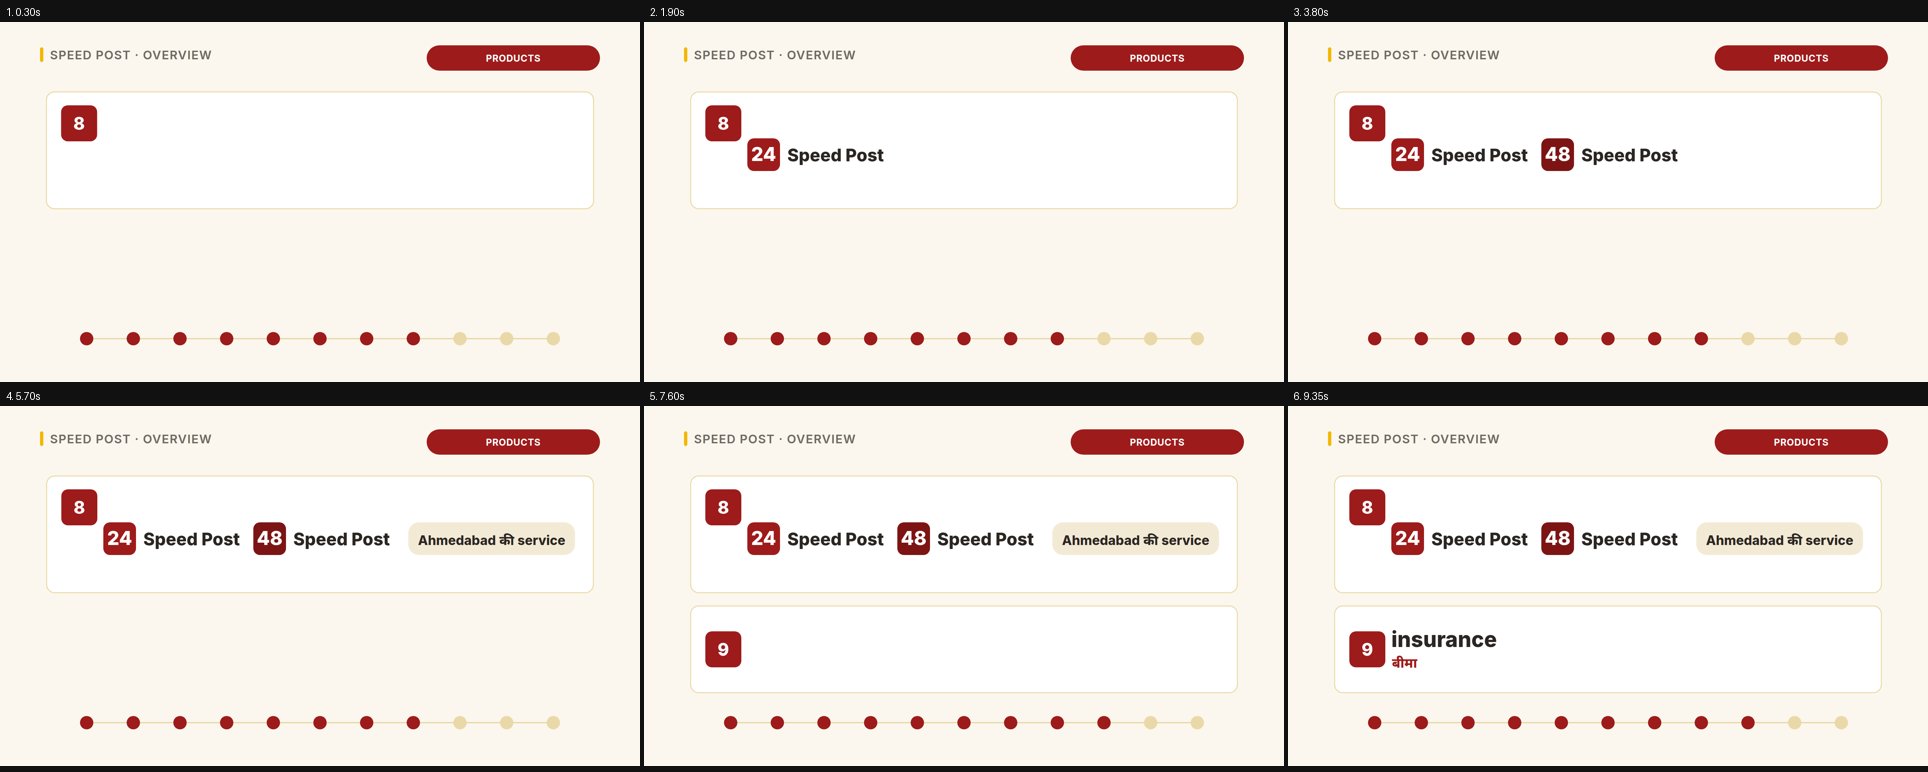 1. 0.30s
SPEED POST · OVERVIEW
PRODUCTS
8
2. 1.90s
SPEED POST · OVERVIEW
PRODUCTS
8
24 Speed Post
3. 3.80s
SPEED POST · OVERVIEW
PRODUCTS
8
24 Speed Post 48 Speed Post
4. 5.70s
SPEED POST · OVERVIEW
PRODUCTS
8
24 Speed Post 48 Speed Post Ahmedabad की service
5. 7.60s
SPEED POST · OVERVIEW
PRODUCTS
8
24 Speed Post 48 Speed Post Ahmedabad की service
9
6. 9.35s
SPEED POST · OVERVIEW
PRODUCTS
8
24 Speed Post 48 Speed Post Ahmedabad की service
9 insurance
बीमा